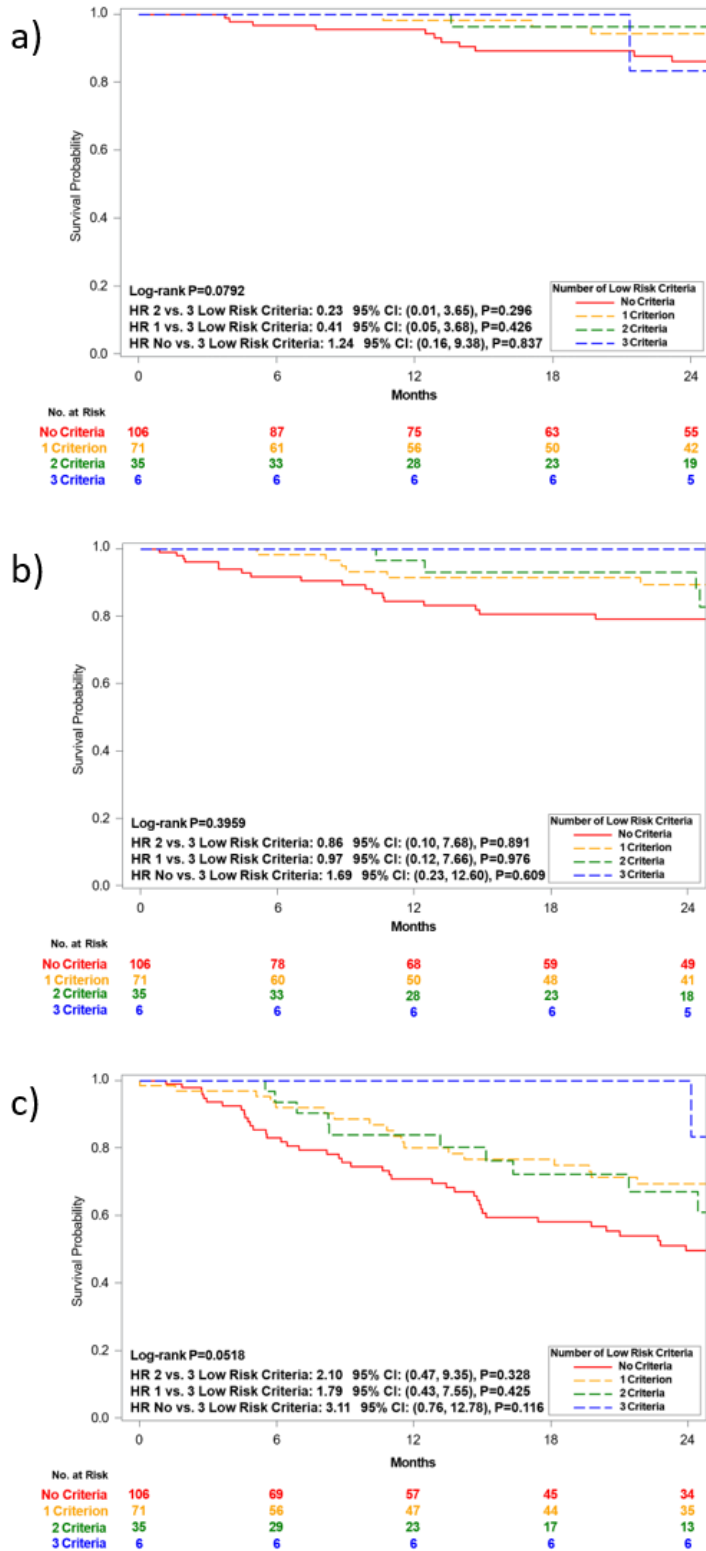 a)
1.0
0.8
0.6
0.4
0.2
0.0
Survival Probability
Log-rank P=0.0792
HR 2 vs. 3 Low Risk Criteria: 0.23 95% CI: (0.01, 3.65), P=0.296
HR 1 vs. 3 Low Risk Criteria: 0.41 95% CI: (0.05, 3.68), P=0.426
HR No vs. 3 Low Risk Criteria: 1.24 95% CI: (0.16, 9.38), P=0.837
Number of Low Risk Criteria
No Criteria
1 Criterion
2 Criteria
3 Criteria
0 6 12 18 24
Months
No. at Risk
No Criteria 106 87 75 63 55
1 Criterion 71 61 56 50 42
2 Criteria 35 33 28 23 19
3 Criteria 6 6 6 6 5
b)
1.0
0.8
0.6
0.4
0.2
0.0
Survival Probability
Log-rank P=0.3959
HR 2 vs. 3 Low Risk Criteria: 0.86 95% CI: (0.10, 7.68), P=0.891
HR 1 vs. 3 Low Risk Criteria: 0.97 95% CI: (0.12, 7.66), P=0.976
HR No vs. 3 Low Risk Criteria: 1.69 95% CI: (0.23, 12.60), P=0.609
Number of Low Risk Criteria
No Criteria
1 Criterion
2 Criteria
3 Criteria
0 6 12 18 24
Months
No. at Risk
No Criteria 106 78 68 59 49
1 Criterion 71 60 50 48 41
2 Criteria 35 33 28 23 18
3 Criteria 6 6 6 6 5
c)
1.0
0.8
0.6
0.4
0.2
0.0
Survival Probability
Log-rank P=0.0518
HR 2 vs. 3 Low Risk Criteria: 2.10 95% CI: (0.47, 9.35), P=0.328
HR 1 vs. 3 Low Risk Criteria: 1.79 95% CI: (0.43, 7.55), P=0.425
HR No vs. 3 Low Risk Criteria: 3.11 95% CI: (0.76, 12.78), P=0.116
Number of Low Risk Criteria
No Criteria
1 Criterion
2 Criteria
3 Criteria
0 6 12 18 24
Months
No. at Risk
No Criteria 106 69 57 45 34
1 Criterion 71 56 47 44 35
2 Criteria 35 29 23 17 13
3 Criteria 6 6 6 6 6